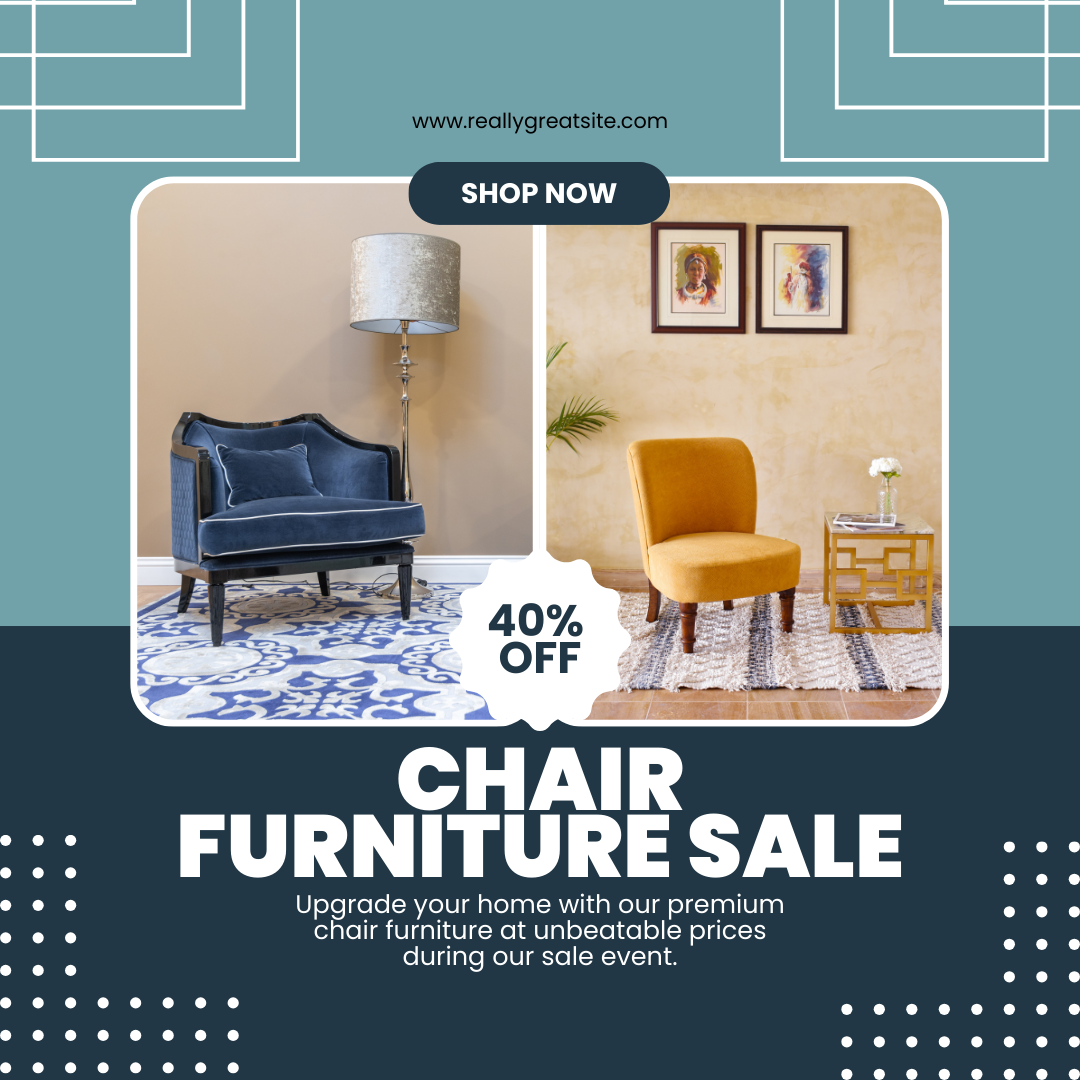 www.reallygreatsite.com
SHOP NOW
40%
OFF
CHAIR
FURNITURE SALE
Upgrade your home with our premium
chair furniture at unbeatable prices
during our sale event.